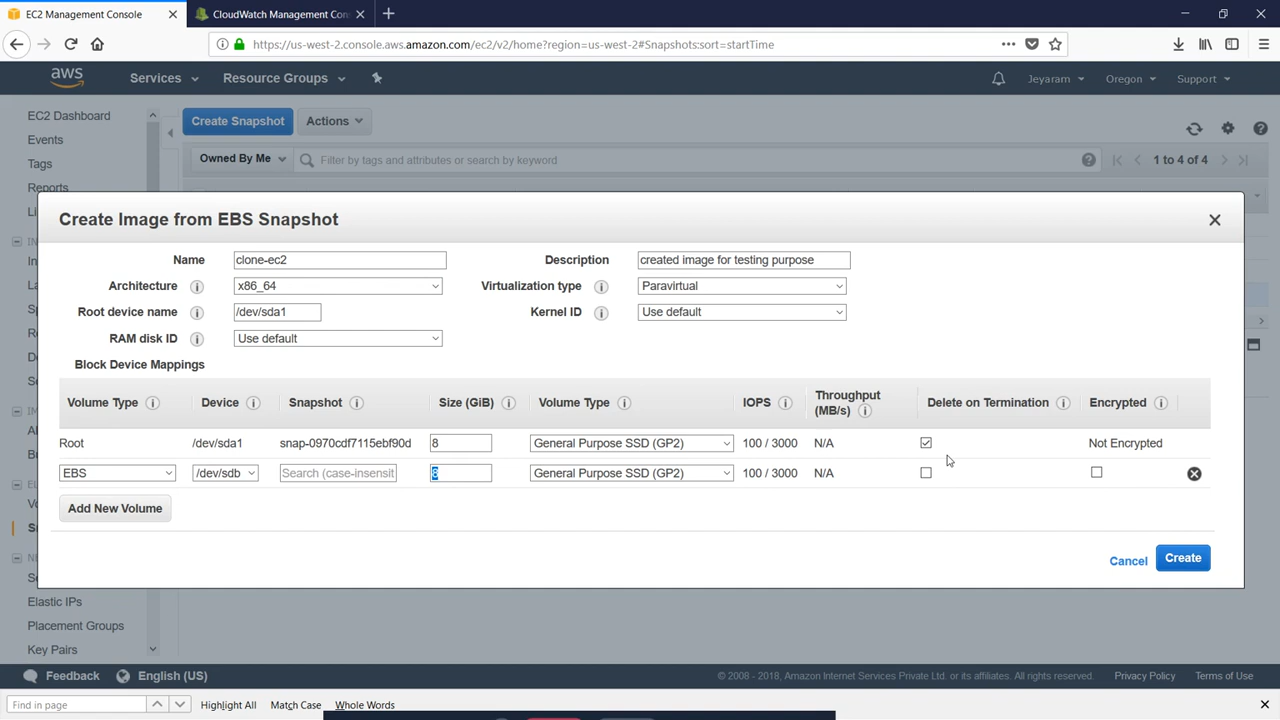 EC2 Management Console
CloudWatch Management Con
https://us-west-2.console.aws.amazon.com/ec2/v2/home?region=us-west-2#Snapshots:sort=startTime
aws Services Resource Groups Jeyaram Oregon Support
EC2 Dashboard
Events
Tags
Reports
Create Snapshot Actions
Owned By Me Filter by tags and attributes or search by keyword 1 to 4 of 4
Create Image from EBS Snapshot
Name clone-ec2 Description created image for testing purpose
Architecture x86_64 Virtualization type Paravirtual
Root device name /dev/sda1 Kernel ID Use default
RAM disk ID Use default
Block Device Mappings
Volume Type Device Snapshot Size (GiB) Volume Type IOPS Throughput (MB/s) Delete on Termination Encrypted
Root /dev/sda1 snap-0970cdf7115ebf90d 8 General Purpose SSD (GP2) 100 / 3000 N/A Not Encrypted
EBS /dev/sdb Search (case-insensit 8 General Purpose SSD (GP2) 100 / 3000 N/A
Add New Volume
Cancel Create
Elastic IPs
Placement Groups
Key Pairs
Feedback English (US) © 2008 - 2018, Amazon Internet Services Private Ltd. or its affiliates. All rights reserved. Privacy Policy Terms of Use
Find in page Highlight All Match Case Whole Words